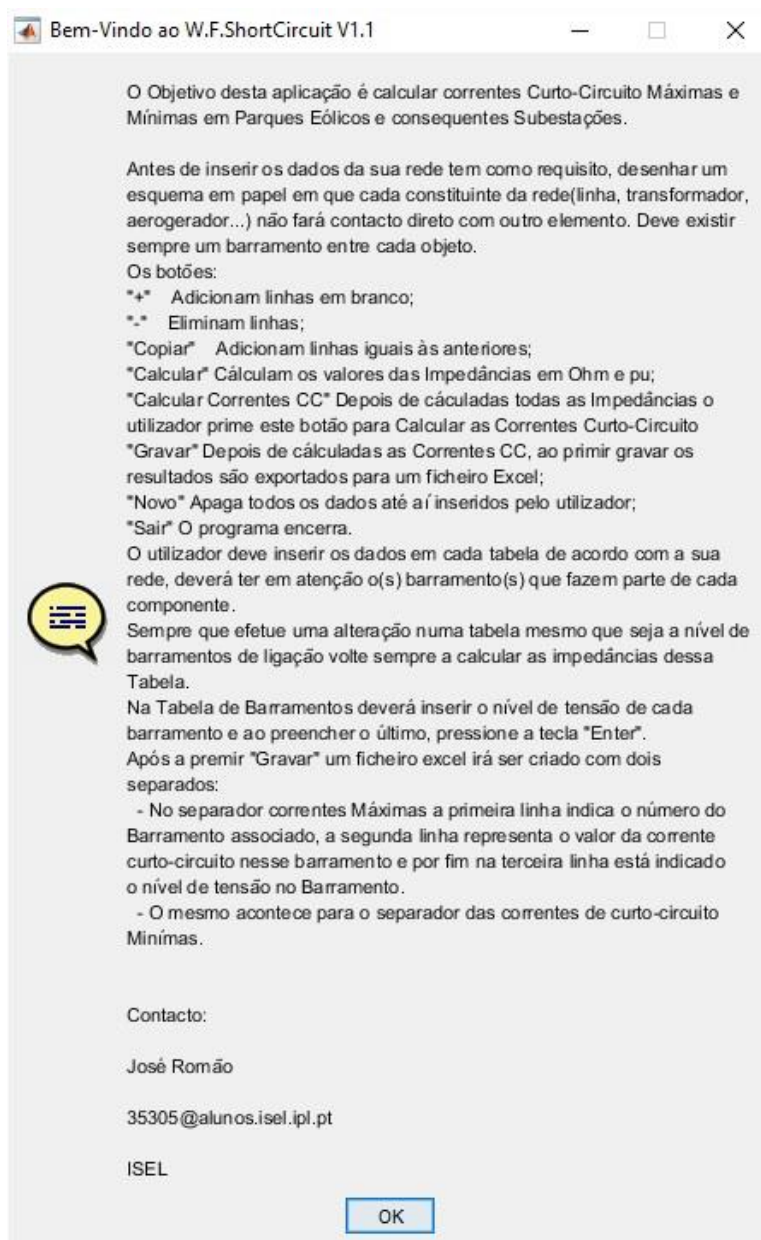 Bem-Vindo ao W.F.ShortCircuit V1.1
O Objetivo desta aplicação é calcular correntes Curto-Circuito Máximas e
Mínimas em Parques Eólicos e consequentes Subestações.
Antes de inserir os dados da sua rede tem como requisito, desenhar um
esquema em papel em que cada constituinte da rede(linha, transformador,
aerogerador...) não fará contacto direto com outro elemento. Deve existir
sempre um barramento entre cada objeto.
Os botões:
"+" Adicionam linhas em branco;
"-" Eliminam linhas;
"Copiar" Adicionam linhas iguais às anteriores;
"Calcular" Cálculam os valores das Impedâncias em Ohm e pu;
"Calcular Correntes CC" Depois de cáculadas todas as Impedâncias o
utilizador prime este botão para Calcular as Correntes Curto-Circuito
"Gravar" Depois de cálculadas as Correntes CC, ao primir gravar os
resultados são exportados para um ficheiro Excel;
"Novo" Apaga todos os dados até aí inseridos pelo utilizador;
"Sair" O programa encerra.
O utilizador deve inserir os dados em cada tabela de acordo com a sua
rede, deverá ter em atenção o(s) barramento(s) que fazem parte de cada
componente.
Sempre que efetue uma alteração numa tabela mesmo que seja a nível de
barramentos de ligação volte sempre a calcular as impedâncias dessa
Tabela.
Na Tabela de Barramentos deverá inserir o nível de tensão de cada
barramento e ao preencher o último, pressione a tecla "Enter".
Após a premir "Gravar" um ficheiro excel irá ser criado com dois
separados:
- No separador correntes Máximas a primeira linha indica o número do
Barramento associado, a segunda linha representa o valor da corrente
curto-circuito nesse barramento e por fim na terceira linha está indicado
o nível de tensão no Barramento.
- O mesmo acontece para o separador das correntes de curto-circuito
Minímas.
Contacto:
José Romão
35305@alunos.isel.ipl.pt
ISEL
OK